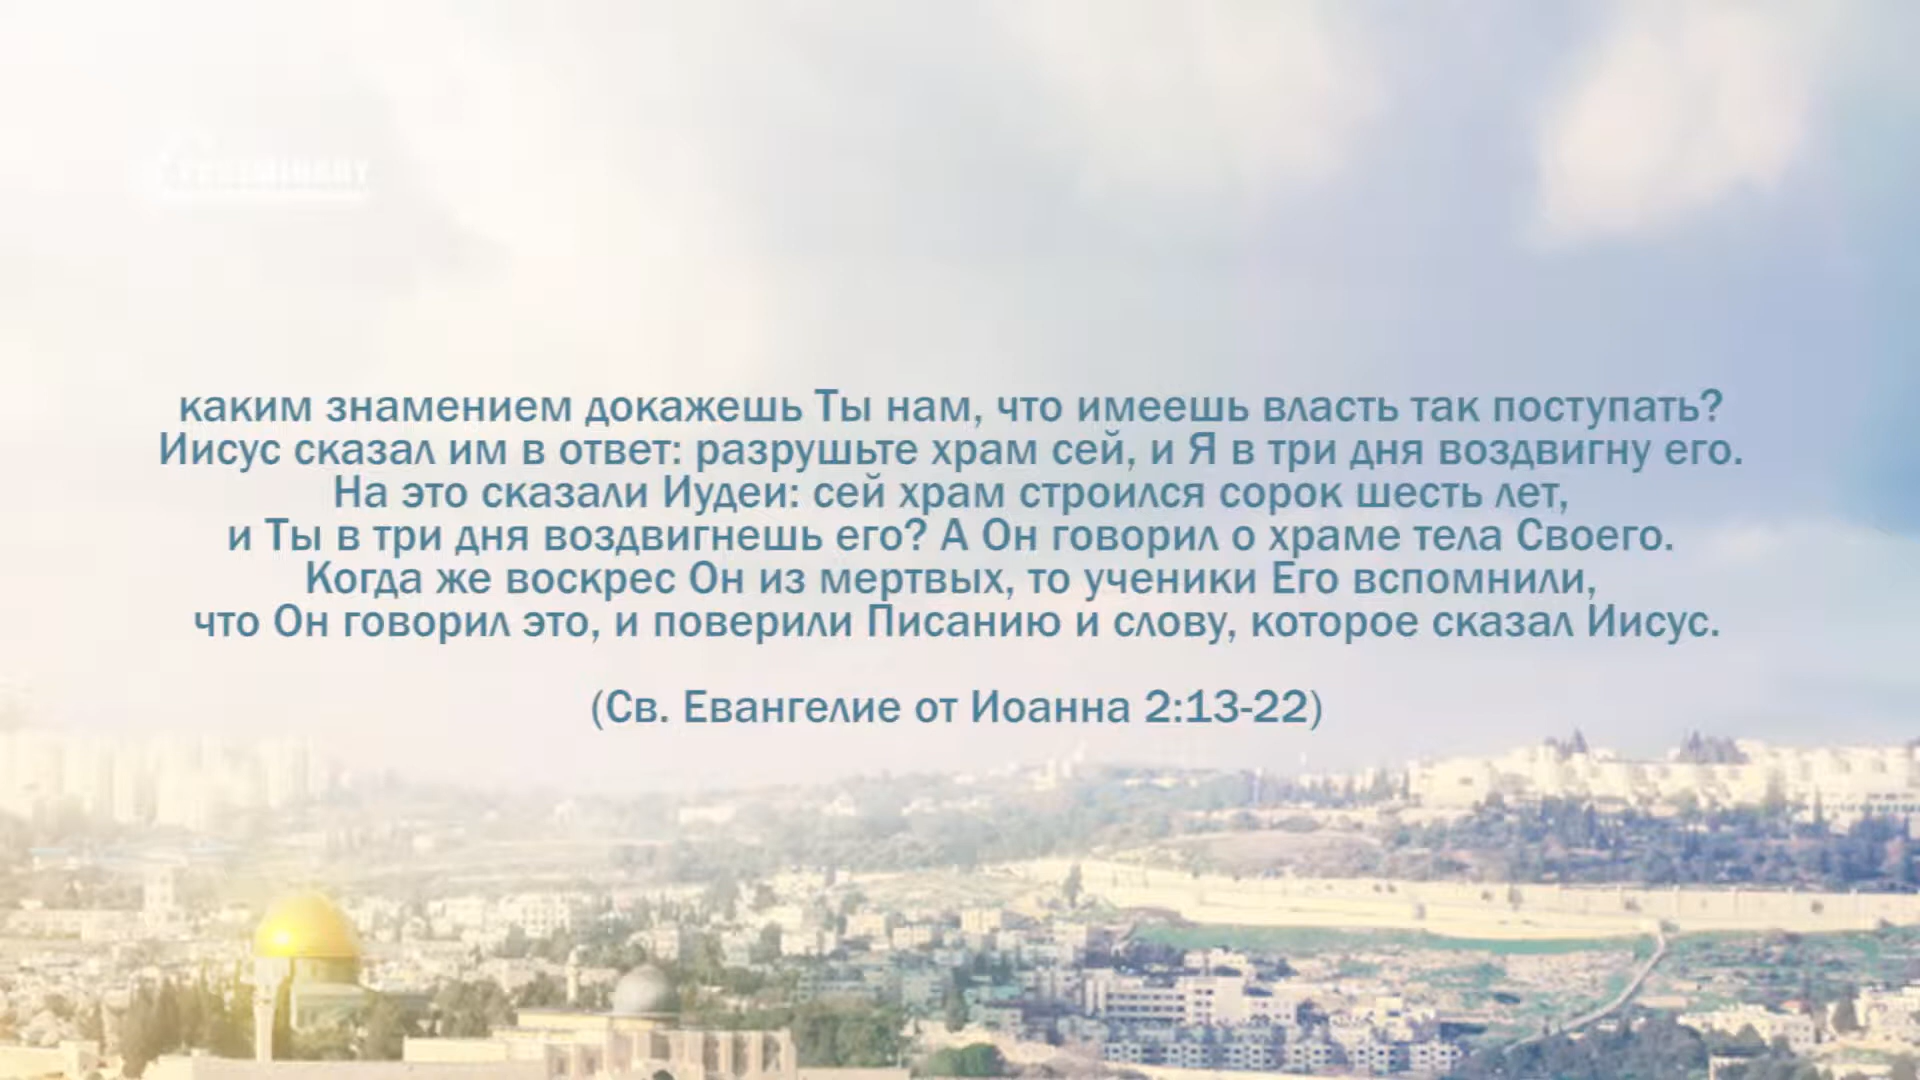 каким знамением докажешь Ты нам, что имеешь власть так поступать?
Иисус сказал им в ответ: разрушьте храм сей, и Я в три дня воздвигну его.
На это сказали Иудеи: сей храм строился сорок шесть лет,
и Ты в три дня воздвигнешь его? А Он говорил о храме тела Своего.
Когда же воскрес Он из мертвых, то ученики Его вспомнили,
что Он говорил это, и поверили Писанию и слову, которое сказал Иисус.
(Св. Евангелие от Иоанна 2:13-22)